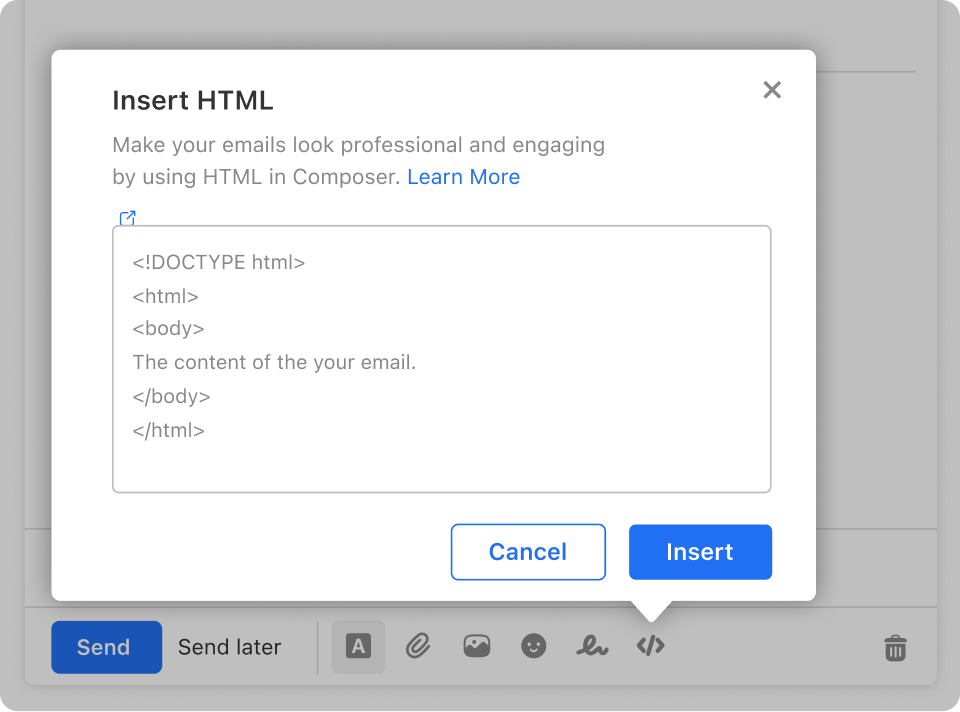 Insert HTML
Make your emails look professional and engaging
by using HTML in Composer. Learn More
<!DOCTYPE html>
<html>
<body>
The content of the your email.
</body>
</html>
Cancel
Insert
Send
Send later
A